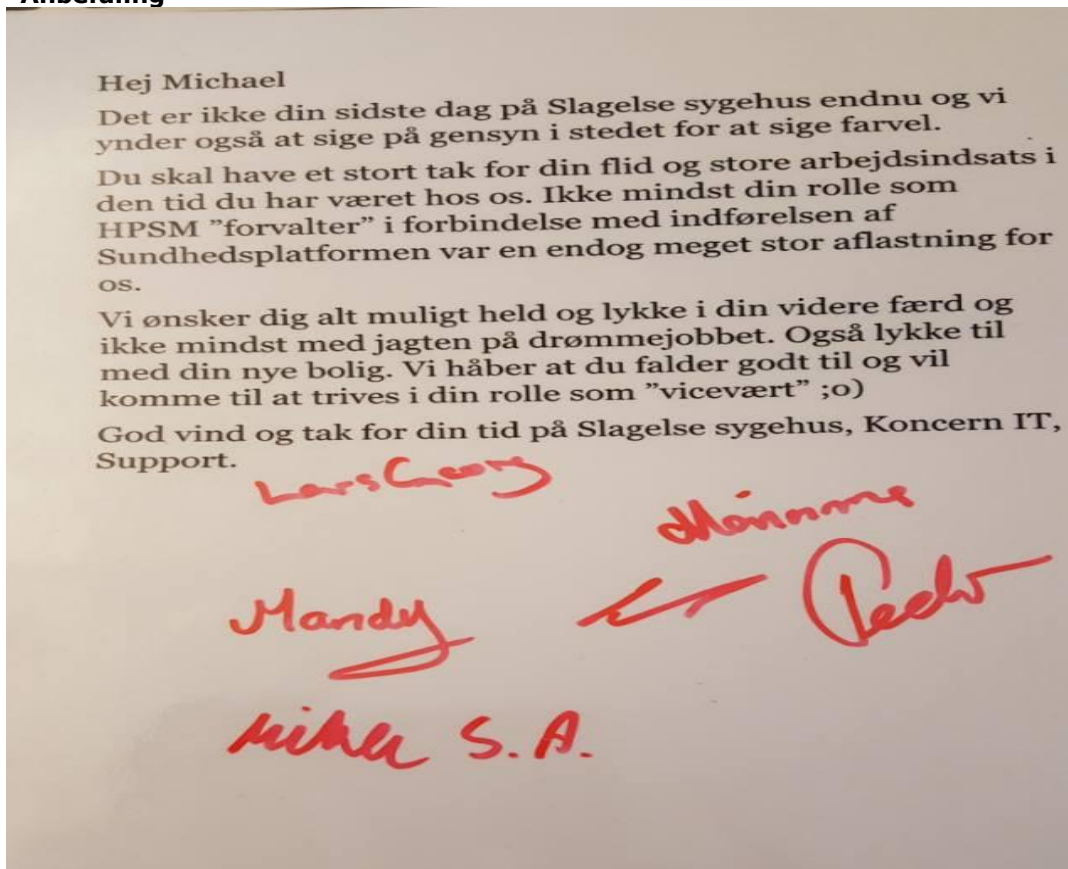 Hej Michael
Det er ikke din sidste dag på Slagelse sygehus endnu og vi
ynder også at sige på gensyn i stedet for at sige farvel.
Du skal have et stort tak for din flid og store arbejdsindsats i
den tid du har været hos os. Ikke mindst din rolle som
HPSM ”forvalter” i forbindelse med indførelsen af
Sundhedsplatformen var en endog meget stor aflastning for
os.
Vi ønsker dig alt muligt held og lykke i din videre færd og
ikke mindst med jagten på drømmejobbet. Også lykke til
med din nye bolig. Vi håber at du falder godt til og vil
komme til at trives i din rolle som ”vicevært” ;o)
God vind og tak for din tid på Slagelse sygehus, Koncern IT,
Support.
Lars Georg
Mandy
S. A.